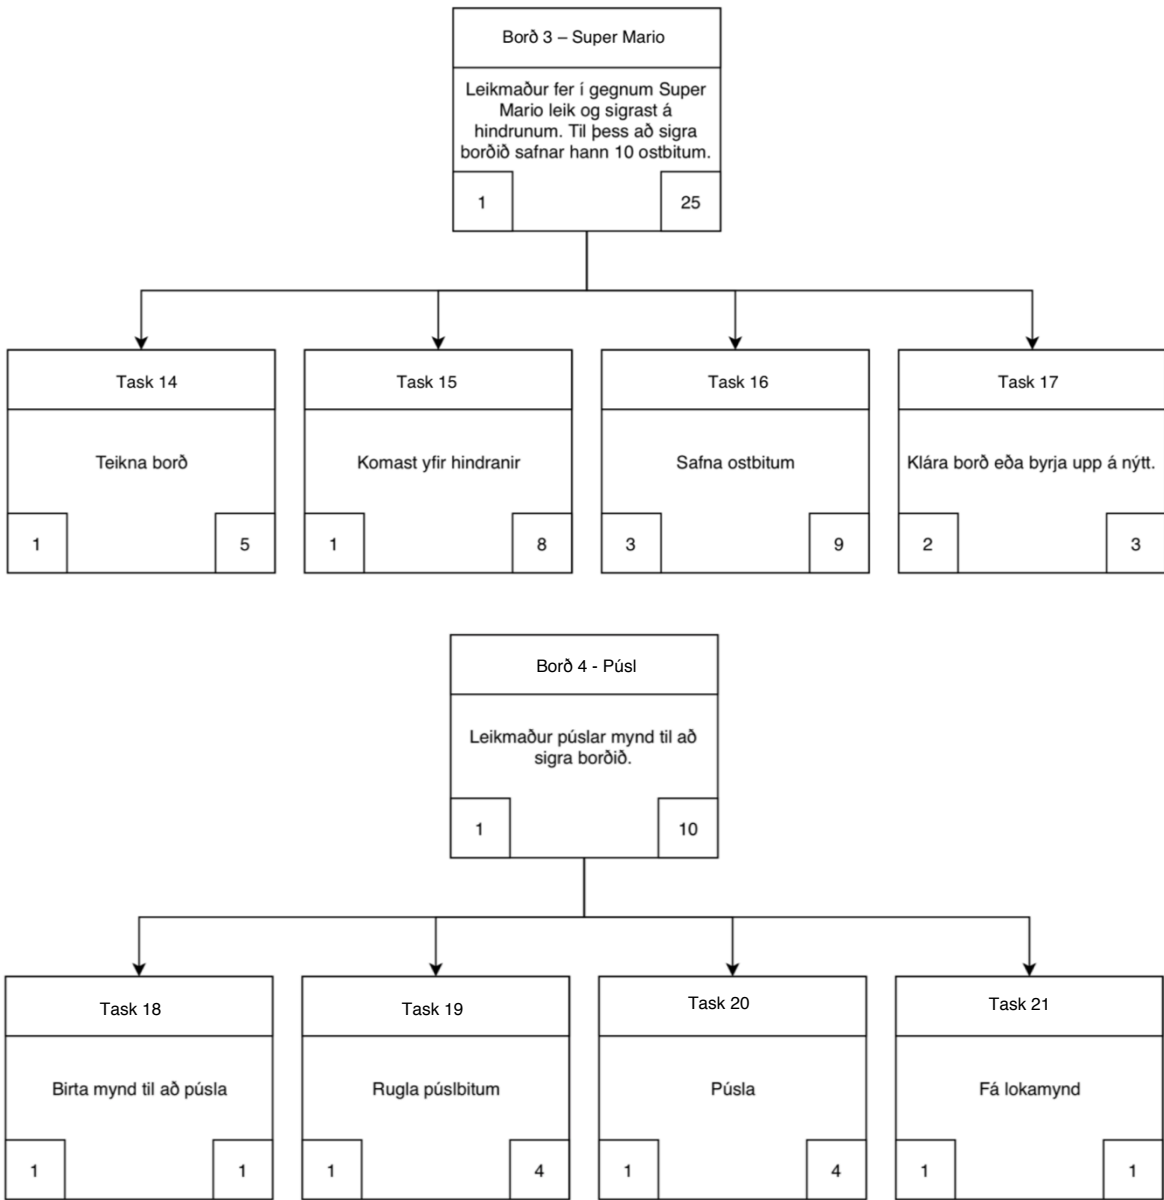 Borð 3 – Super Mario
Leikmaður fer í gegnum Super
Mario leik og sigrast á
hindrunum. Til þess að sigra
borðið safnar hann 10 ostbitum.
1
25
Task 14
Task 15
Task 16
Task 17
Teikna borð
Komast yfir hindranir
Safna ostbitum
Klára borð eða byrja upp á nýtt.
1
5
1
8
3
9
2
3
Borð 4 - Púsl
Leikmaður púslar mynd til að
sigra borðið.
1
10
Task 18
Task 19
Task 20
Task 21
Birta mynd til að púsla
Rugla púslbitum
Púsla
Fá lokamynd
1
1
1
4
1
4
1
1